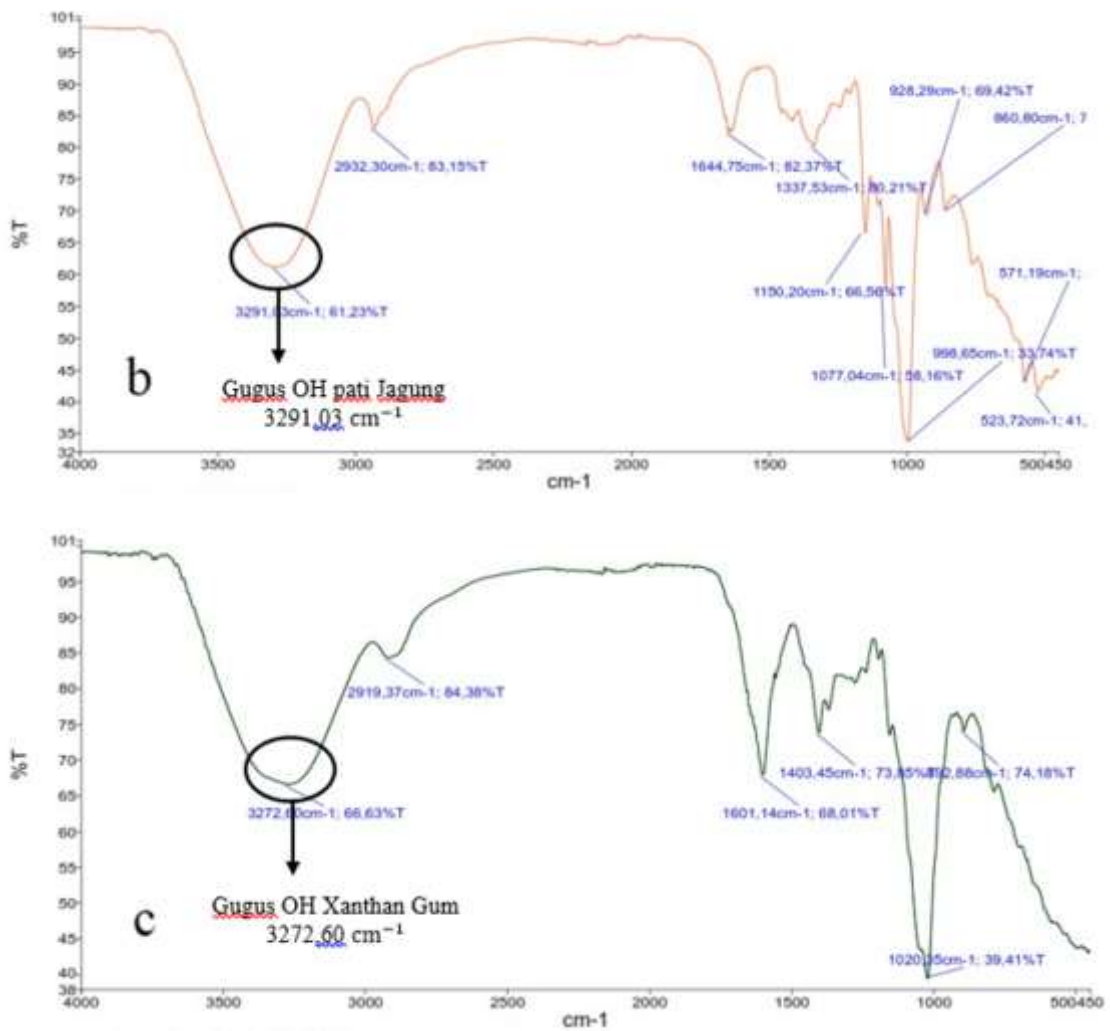 101
95
90
85
80
75
70
65
60
55
50
45
40
35
32
%T
2932,30cm-1; 83,15%T
3291,03cm-1; 61,23%T
1644,75cm-1; 82,37%T
1337,53cm-1; 80,21%T
928,29cm-1; 69,42%T
860,80cm-1; 7
1150,20cm-1; 66,56%T
1077,04cm-1; 56,16%T
998,65cm-1; 33,74%T
571,19cm-1;
523,72cm-1; 41,
b
Gugus OH pati Jagung
3291,03 cm⁻¹
4000 3500 3000 2500 2000 1500 1000 500450
cm-1
101
95
90
85
80
75
70
65
60
55
50
45
40
38
%T
2919,37cm-1; 84,38%T
3272,60cm-1; 66,63%T
1403,45cm-1; 73,85%T
892,88cm-1; 74,18%T
1601,14cm-1; 68,01%T
1020,35cm-1; 39,41%T
c
Gugus OH Xanthan Gum
3272,60 cm⁻¹
4000 3500 3000 2500 2000 1500 1000 500450
cm-1